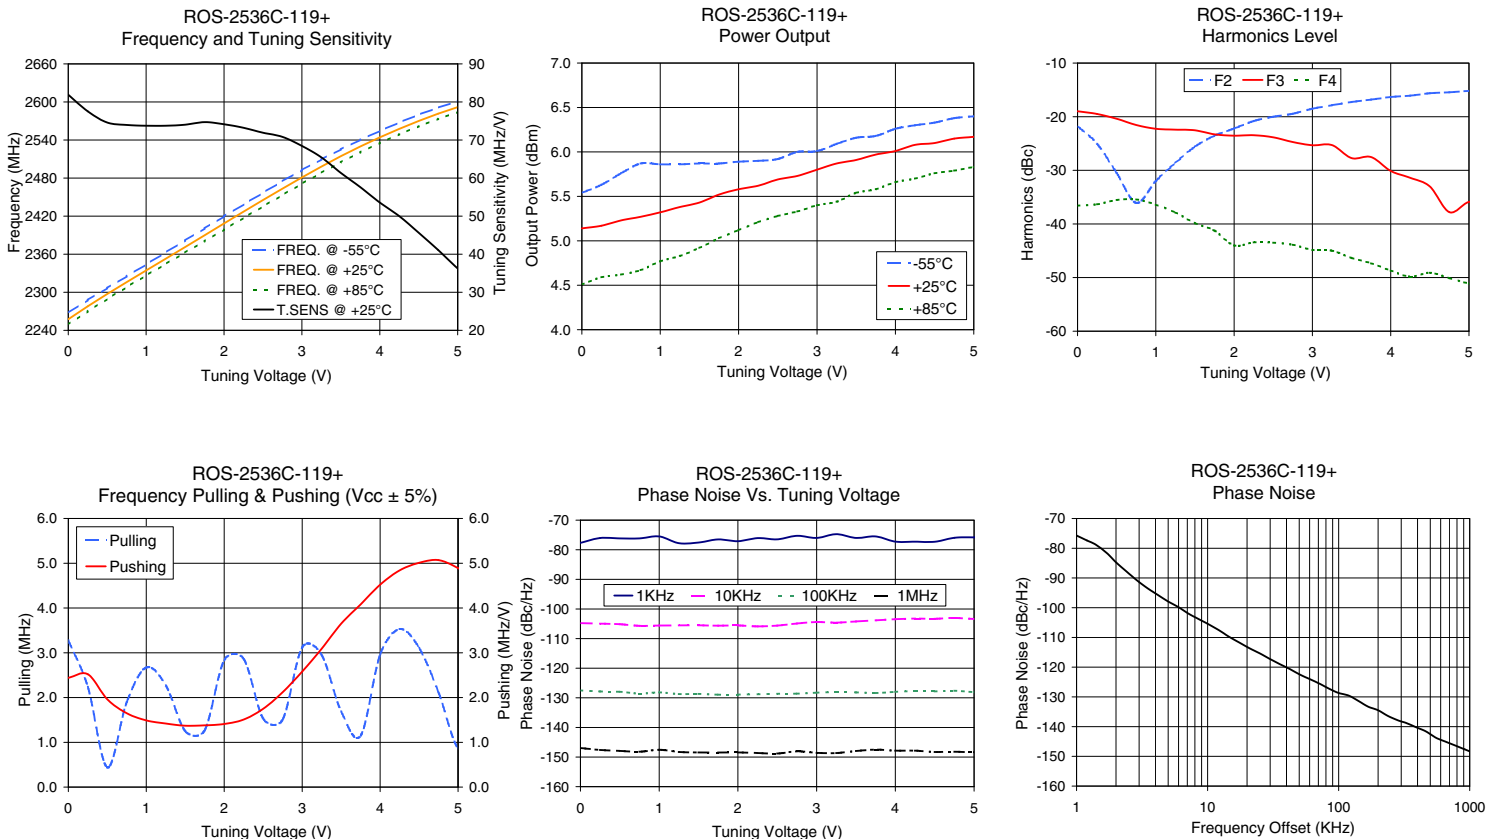 ROS-2536C-119+
Frequency and Tuning Sensitivity
2660
2600
2540
2480
2420
2360
2300
2240
90
80
70
60
50
40
30
20
Frequency (MHz)
Tuning Sensitivity (MHz/V)
FREQ. @ -55°C
FREQ. @ +25°C
FREQ. @ +85°C
T.SENS @ +25°C
0 1 2 3 4 5
Tuning Voltage (V)
ROS-2536C-119+
Power Output
7.0
6.5
6.0
5.5
5.0
4.5
4.0
Output Power (dBm)
-55°C
+25°C
+85°C
0 1 2 3 4 5
Tuning Voltage (V)
ROS-2536C-119+
Harmonics Level
-10
-20
-30
-40
-50
-60
Harmonics (dBc)
F2 F3 F4
0 1 2 3 4 5
Tuning Voltage (V)
ROS-2536C-119+
Frequency Pulling & Pushing (Vcc ± 5%)
6.0
5.0
4.0
3.0
2.0
1.0
0.0
6.0
5.0
4.0
3.0
2.0
1.0
0.0
Pulling (MHz)
Pushing (MHz/V)
Pulling
Pushing
0 1 2 3 4 5
Tuning Voltage (V)
ROS-2536C-119+
Phase Noise Vs. Tuning Voltage
-70
-80
-90
-100
-110
-120
-130
-140
-150
-160
Phase Noise (dBc/Hz)
1KHz 10KHz 100KHz 1MHz
0 1 2 3 4 5
Tuning Voltage (V)
ROS-2536C-119+
Phase Noise
-70
-80
-90
-100
-110
-120
-130
-140
-150
-160
Phase Noise (dBc/Hz)
1 10 100 1000
Frequency Offset (KHz)